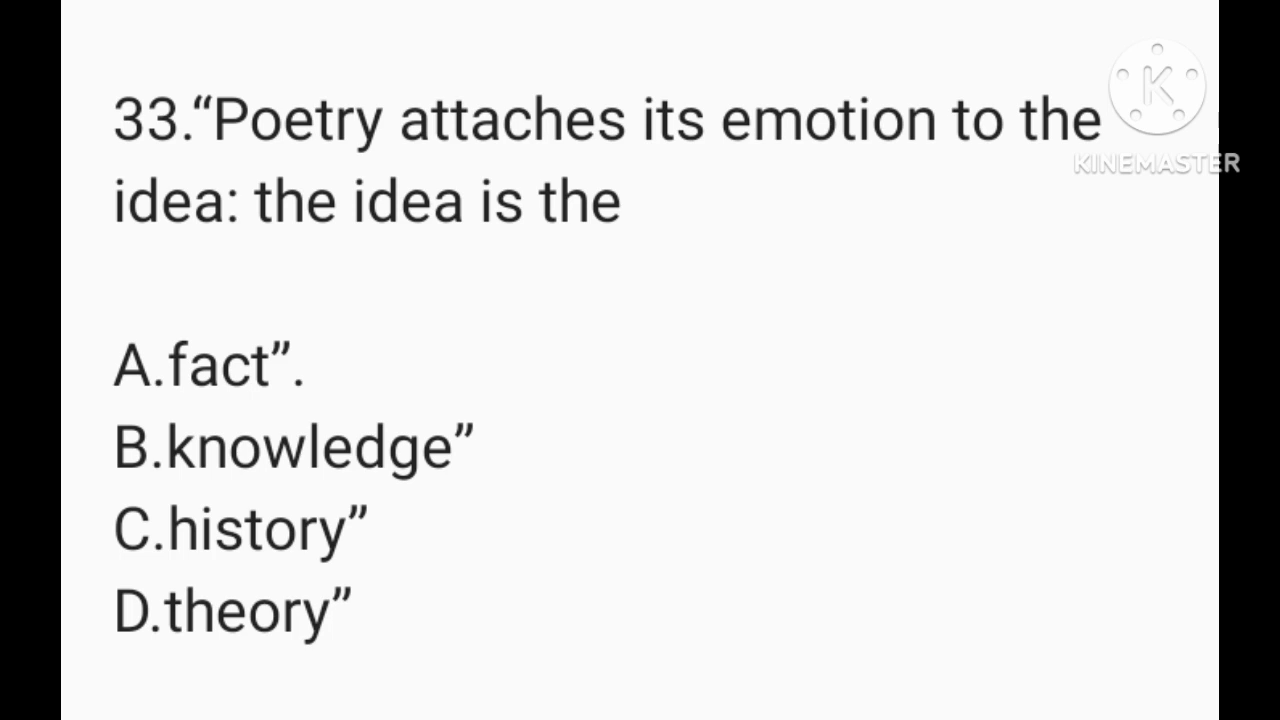 33.“Poetry attaches its emotion to the
KINEMASTER
idea: the idea is the
A.fact”.
B.knowledge”
C.history”
D.theory”